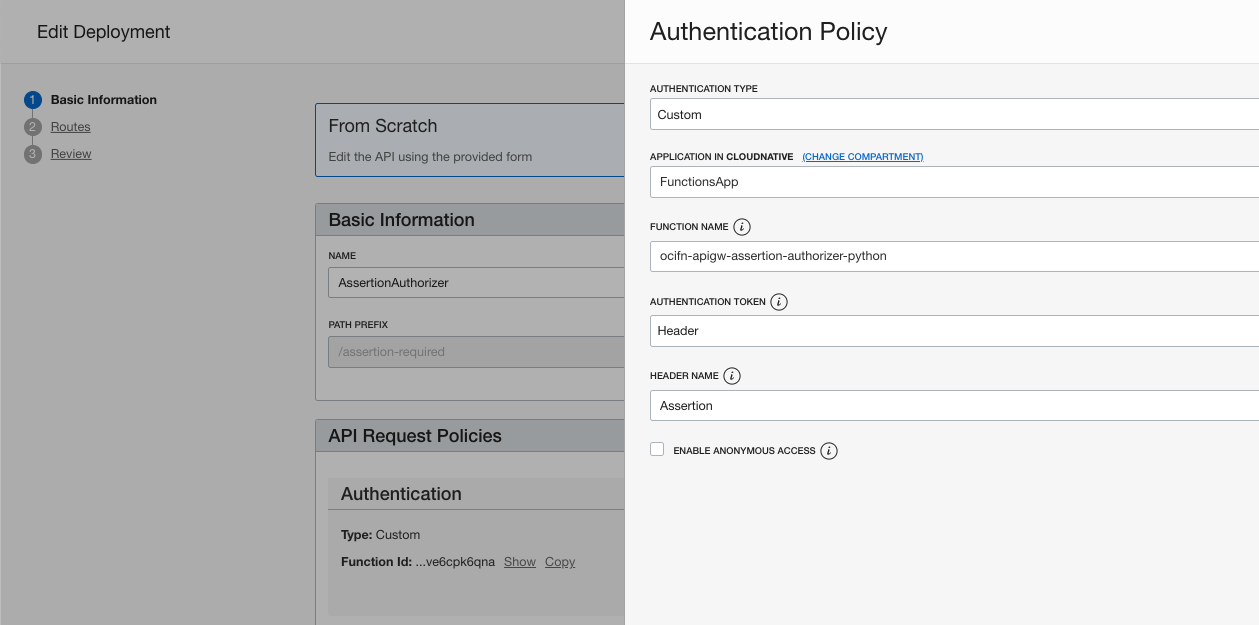 Edit Deployment
1 Basic Information
2 Routes
3 Review
From Scratch
Edit the API using the provided form
Basic Information
NAME
AssertionAuthorizer
PATH PREFIX
/assertion-required
API Request Policies
Authentication
Type: Custom
Function Id: ...ve6cpk6qna Show Copy
Authentication Policy
AUTHENTICATION TYPE
Custom
APPLICATION IN CLOUDNATIVE (CHANGE COMPARTMENT)
FunctionsApp
FUNCTION NAME i
ocifn-apigw-assertion-authorizer-python
AUTHENTICATION TOKEN i
Header
HEADER NAME i
Assertion
ENABLE ANONYMOUS ACCESS i